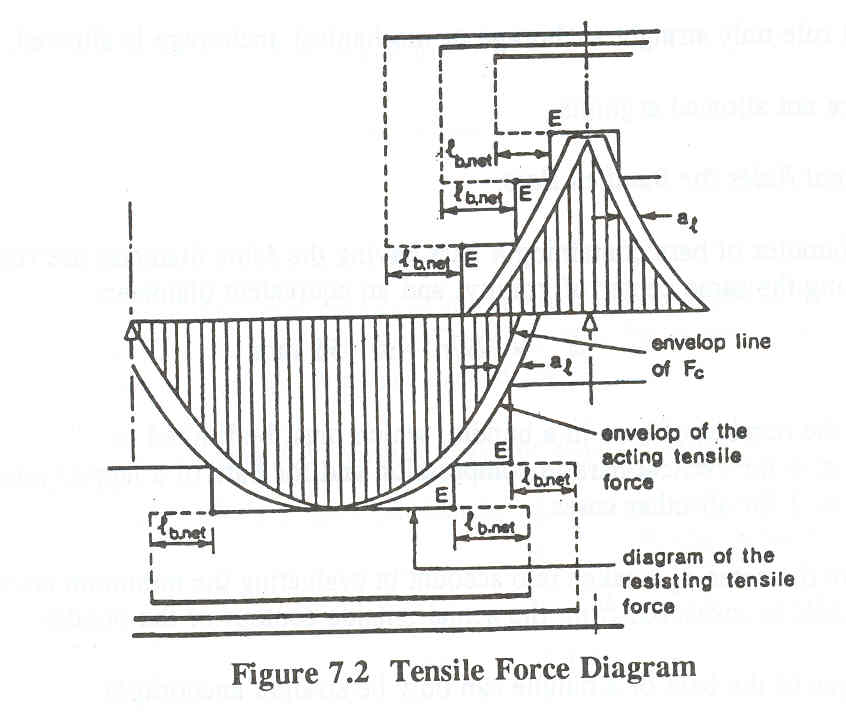 E
ℓb,net
E
ℓb,net
aℓ
E
ℓb,net
envelop line
of Fc
aℓ
envelop of the
acting tensile
force
E
ℓb,net
E
ℓb,net
ℓb,net
diagram of the
resisting tensile
force
Figure 7.2 Tensile Force Diagram